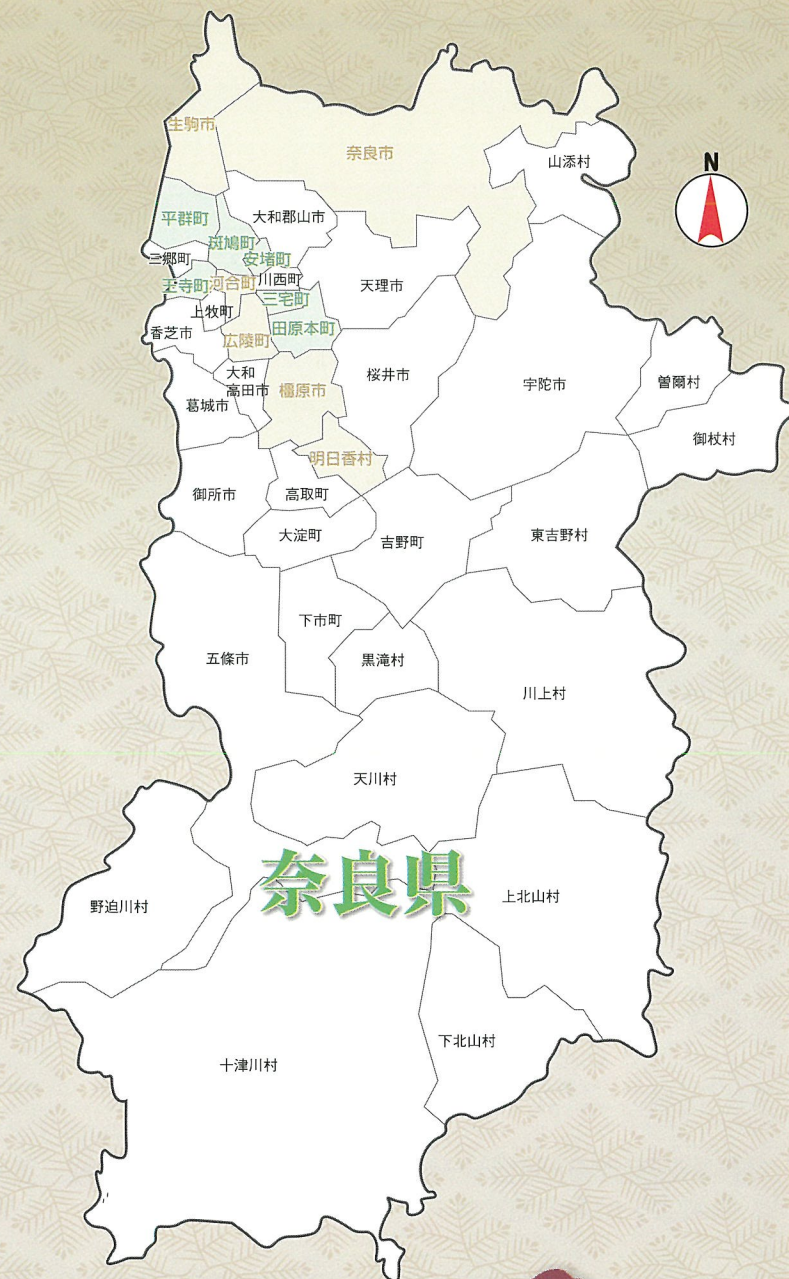 N
生駒市
奈良市
山添村
平群町
大和郡山市
斑鳩町
安堵町
三郷町
王寺町
河合町
川西町
天理市
三宅町
上牧町
田原本町
香芝市
広陵町
大和
高田市
橿原市
桜井市
宇陀市
曽爾村
葛城市
御杖村
明日香村
御所市
高取町
大淀町
吉野町
東吉野村
下市町
五條市
黒滝村
川上村
天川村
奈良県
上北山村
野迫川村
下北山村
十津川村